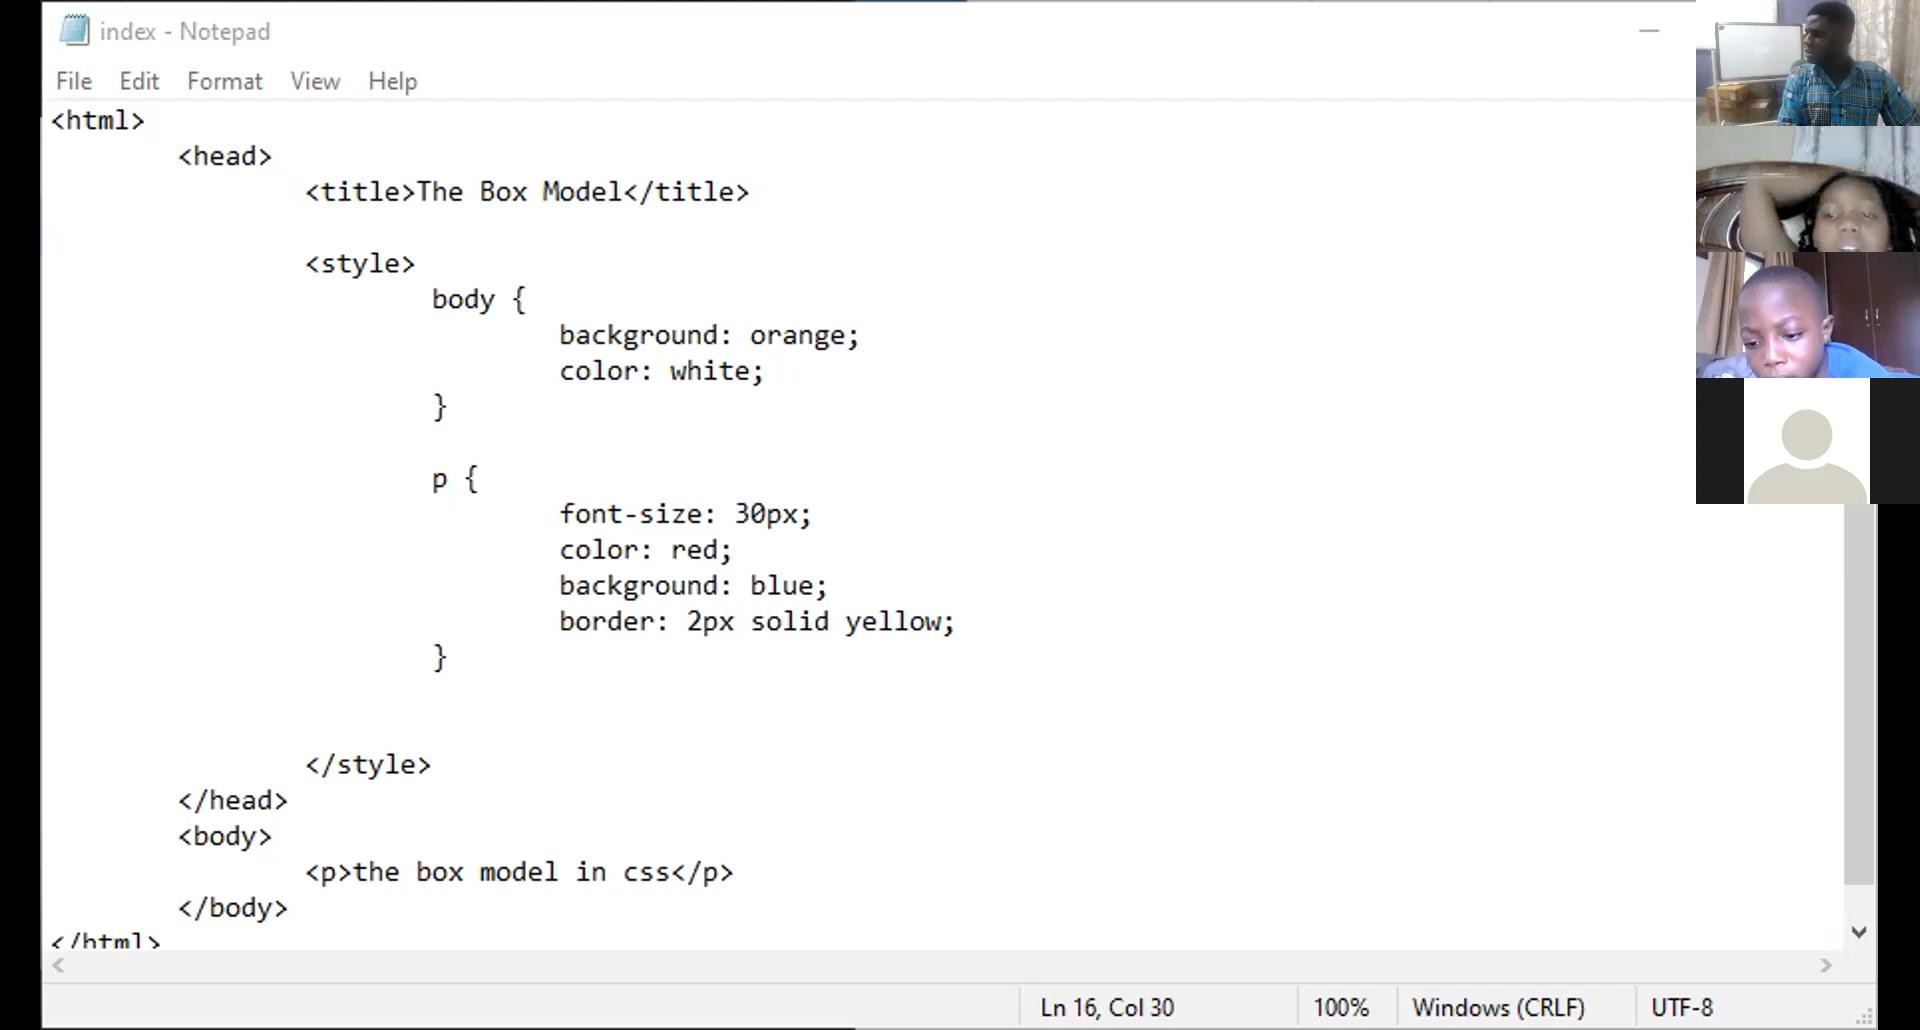 index - Notepad
File Edit Format View Help
<html>
<head>
<title>The Box Model</title>
<style>
body {
background: orange;
color: white;
}
p {
font-size: 30px;
color: red;
background: blue;
border: 2px solid yellow;
}
</style>
</head>
<body>
<p>the box model in css</p>
</body>
</html>
Ln 16, Col 30 100% Windows (CRLF) UTF-8